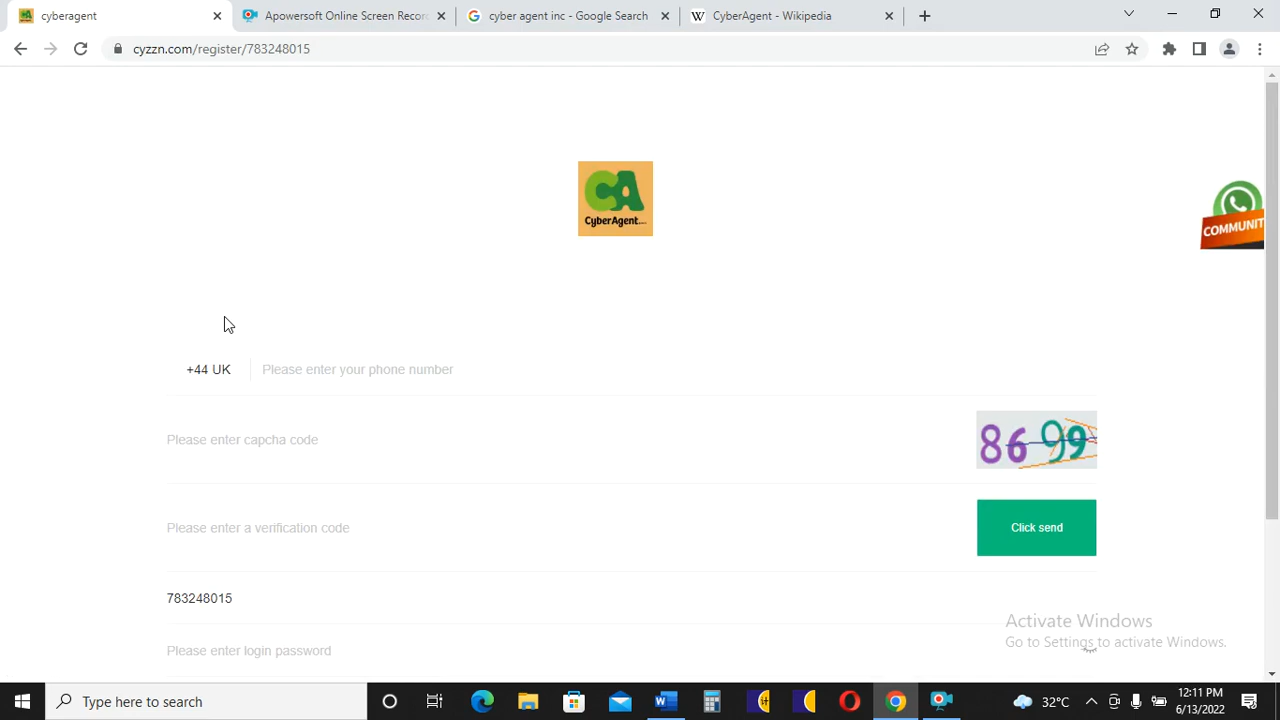 cyberagent
Apowersoft Online Screen Recor
cyber agent inc - Google Search
CyberAgent - Wikipedia
cyzzn.com/register/783248015
CA
CyberAgent....
COMMUNIT
+44 UK
Please enter your phone number
Please enter capcha code
8699
Please enter a verification code
Click send
783248015
Please enter login password
Activate Windows
Go to Settings to activate Windows.
Type here to search
32°C
12:11 PM
6/13/2022